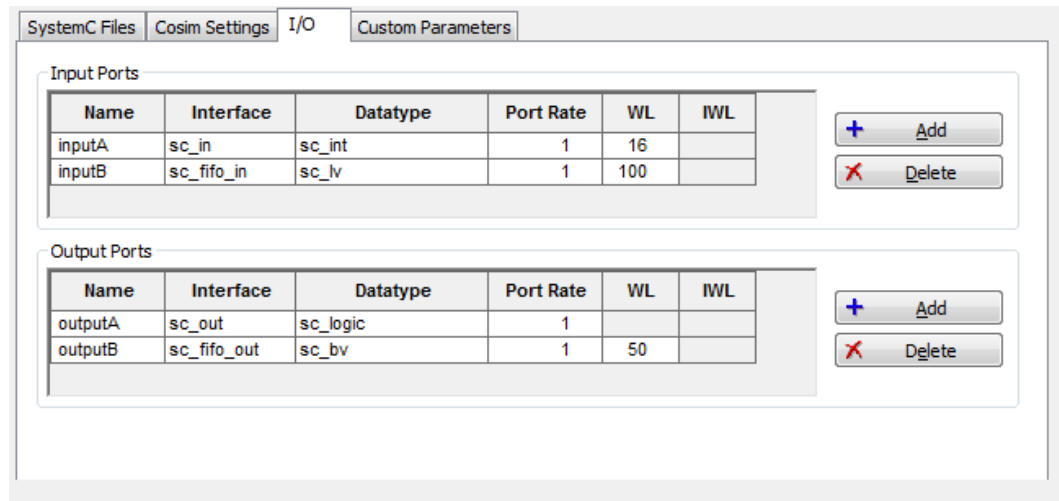 SystemC Files Cosim Settings I/O Custom Parameters
Input Ports
Name Interface Datatype Port Rate WL IWL
inputA sc_in sc_int 1 16
inputB sc_fifo_in sc_lv 1 100
Add
Delete
Output Ports
Name Interface Datatype Port Rate WL IWL
outputA sc_out sc_logic 1
outputB sc_fifo_out sc_bv 1 50
Add
Delete